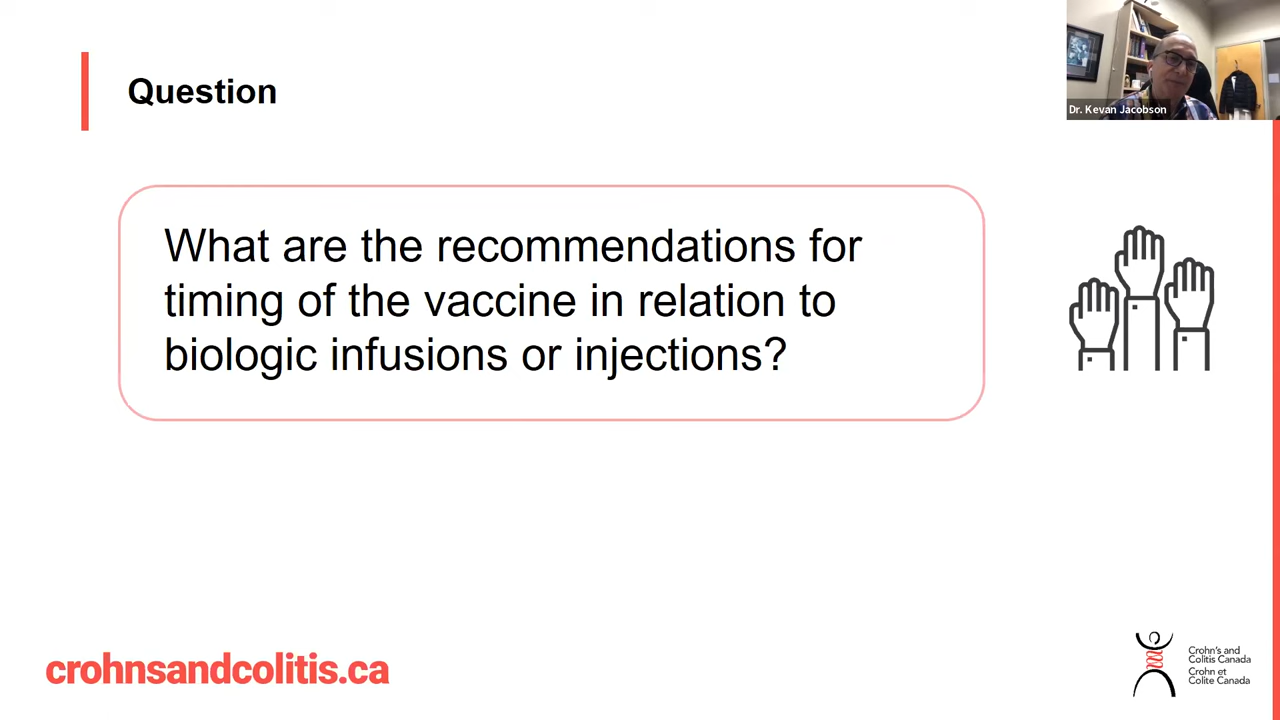 Question
Dr. Kevan Jacobson
What are the recommendations for
timing of the vaccine in relation to
biologic infusions or injections?
crohnsandcolitis.ca
Crohn's and
Colitis Canada
Crohn et
Colite Canada